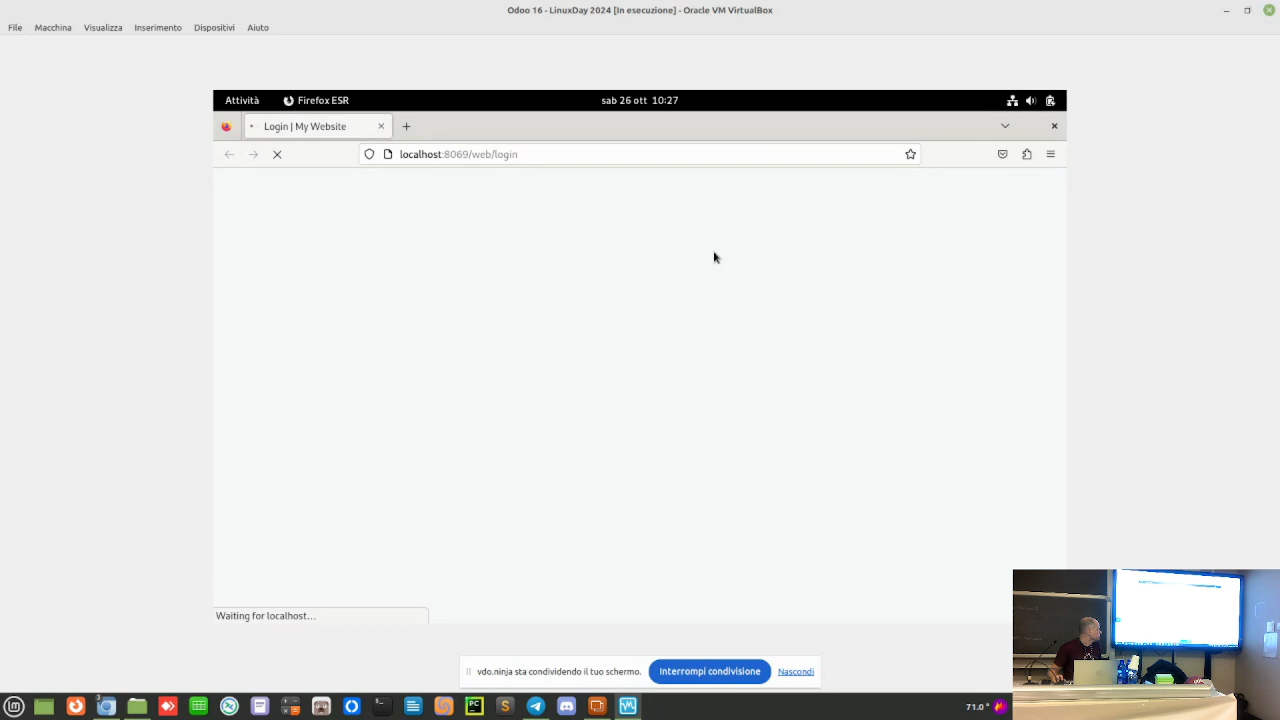 Odoo 16 - LinuxDay 2024 [In esecuzione] - Oracle VM VirtualBox
File Macchina Visualizza Inserimento Dispositivi Aiuto
Attività Firefox ESR sab 26 ott 10:27
Login | My Website
localhost:8069/web/login
Waiting for localhost...
vdo.ninja sta condividendo il tuo schermo. Interrompi condivisione Nascondi
71.0 °